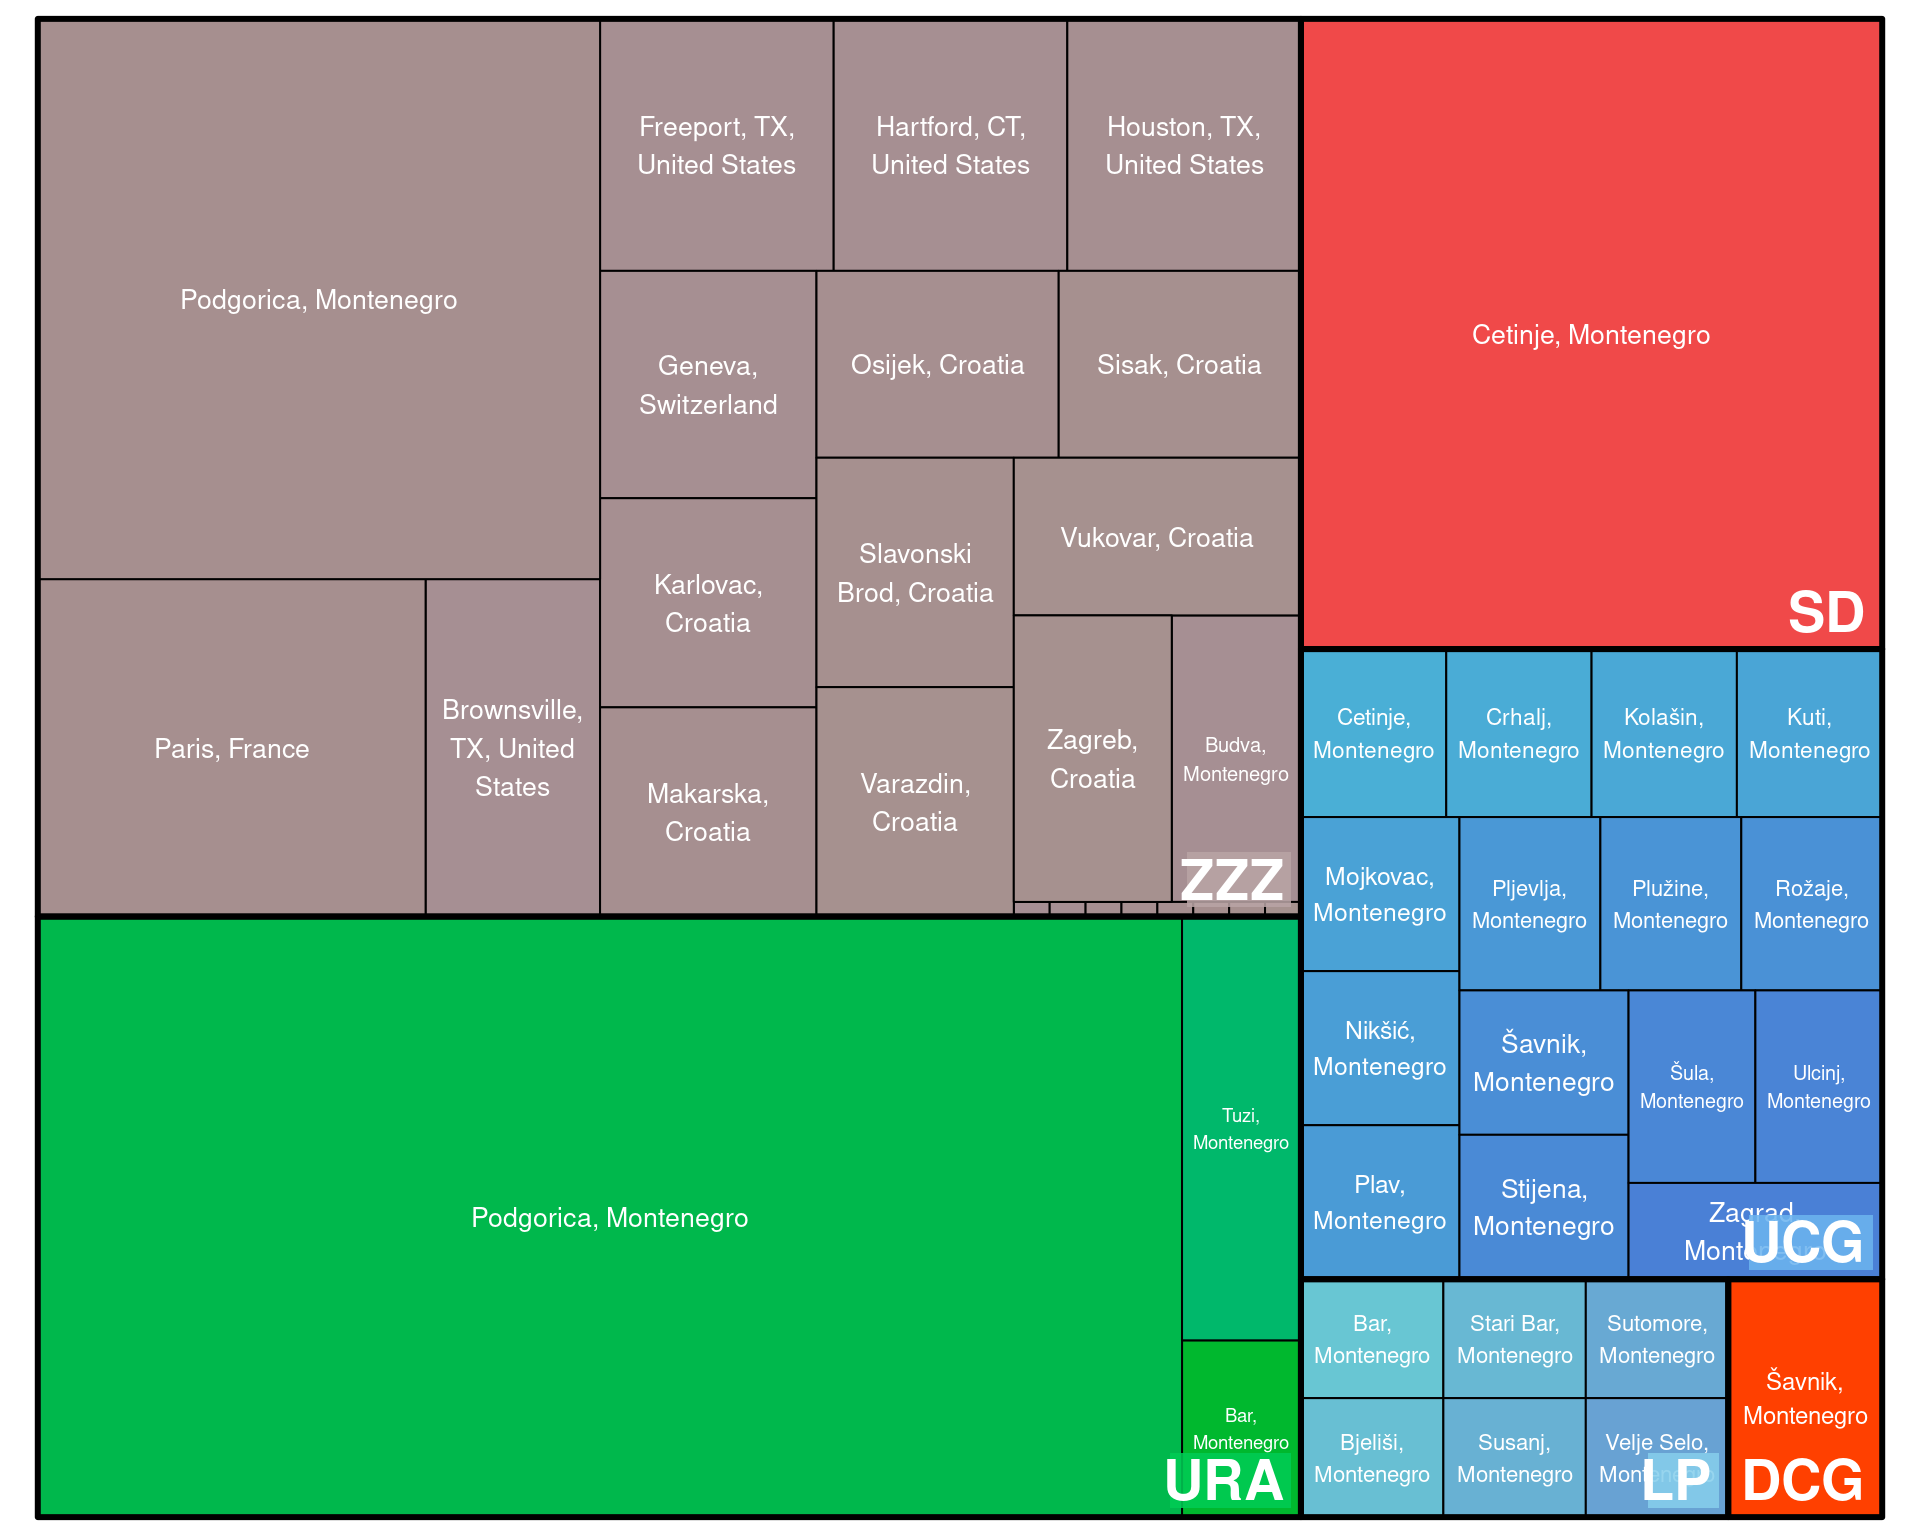 Podgorica, Montenegro
Paris, France
Brownsville,
TX, United
States
Freeport, TX,
United States
Hartford, CT,
United States
Houston, TX,
United States
Geneva,
Switzerland
Osijek, Croatia
Sisak, Croatia
Karlovac,
Croatia
Slavonski
Brod, Croatia
Vukovar, Croatia
Makarska,
Croatia
Varazdin,
Croatia
Zagreb,
Croatia
Budva,
Montenegro
ZZZ
Podgorica, Montenegro
Tuzi,
Montenegro
Bar,
Montenegro
URA
Cetinje, Montenegro
SD
Cetinje,
Montenegro
Crhalj,
Montenegro
Kolašin,
Montenegro
Kuti,
Montenegro
Mojkovac,
Montenegro
Pljevlja,
Montenegro
Plužine,
Montenegro
Rožaje,
Montenegro
Nikšić,
Montenegro
Šavnik,
Montenegro
Šula,
Montenegro
Ulcinj,
Montenegro
Plav,
Montenegro
Stijena,
Montenegro
Zagrad,
Montenegro
UCG
Bar,
Montenegro
Stari Bar,
Montenegro
Sutomore,
Montenegro
Bjeliši,
Montenegro
Susanj,
Montenegro
Velje Selo,
Montenegro
LP
Šavnik,
Montenegro
DCG